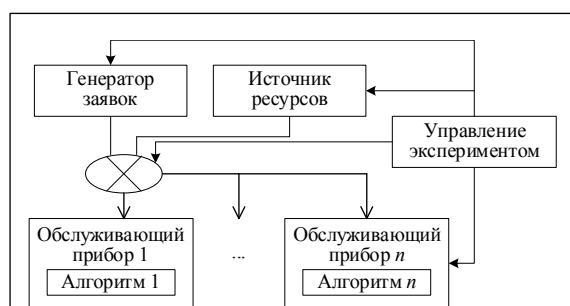 Генератор
заявок
Источник
ресурсов
Управление
экспериментом
Обслуживающий
прибор 1
Алгоритм 1
...
Обслуживающий
прибор n
Алгоритм n